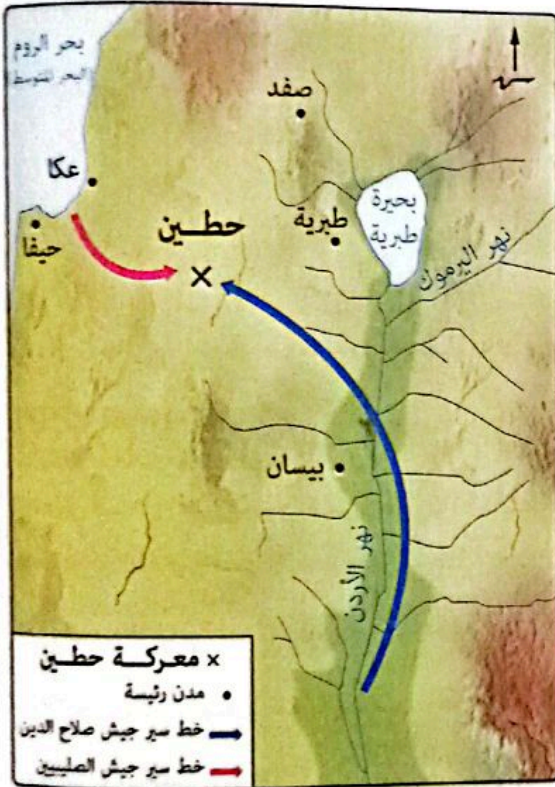 بحر الروم
(البحر المتوسط)
صفد
عكا
حيفا
حطين
طبرية
بحيرة
طبرية
نهر اليرموك
بيسان
نهر الأردن
معركة حطين
مدن رئيسة
خط سير جيش صلاح الدين
خط سير جيش الصليبيين